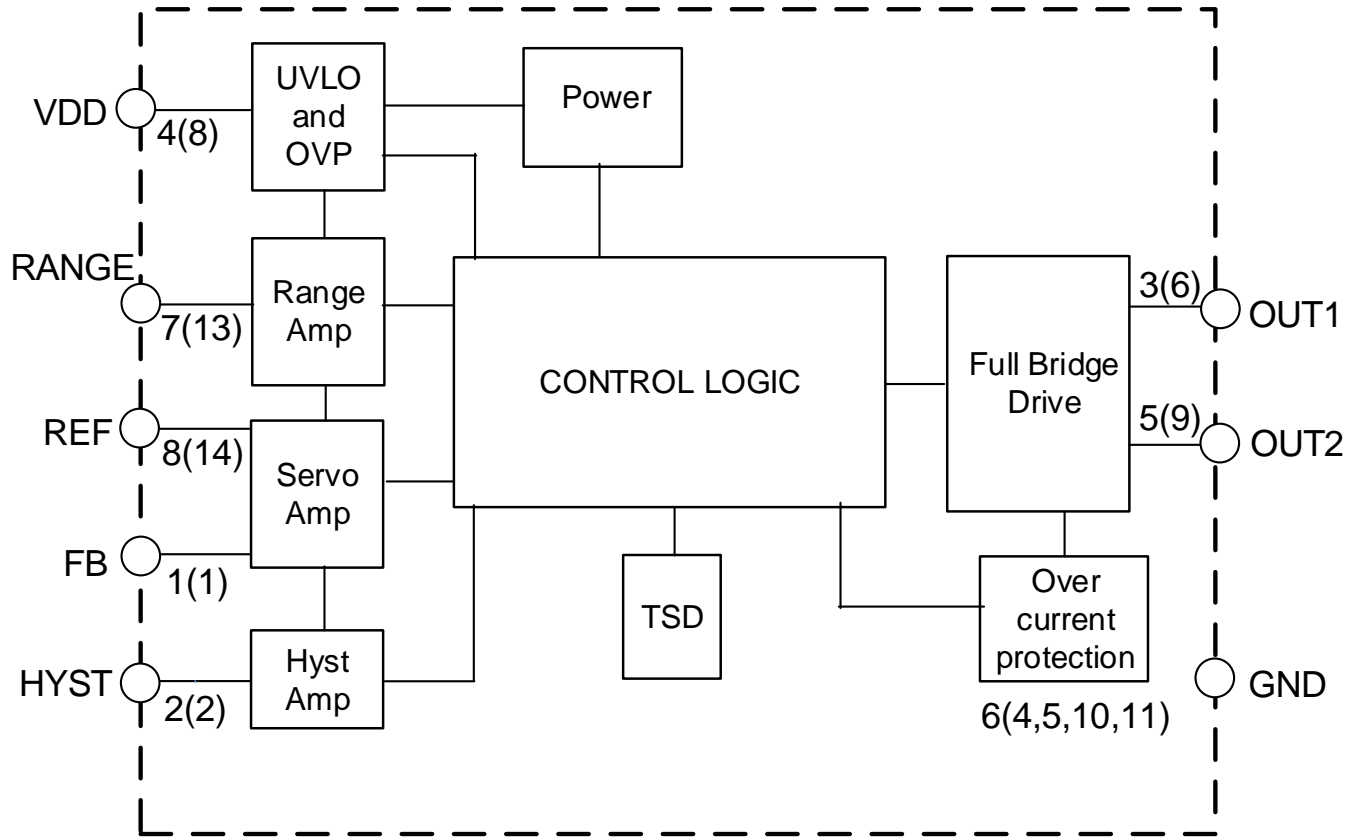 VDD
4(8)
UVLO
and
OVP
Power
RANGE
7(13)
Range
Amp
REF
8(14)
Servo
Amp
FB
1(1)
HYST
2(2)
Hyst
Amp
CONTROL LOGIC
TSD
Full Bridge
Drive
3(6)
OUT1
5(9)
OUT2
Over
current
protection
6(4,5,10,11)
GND